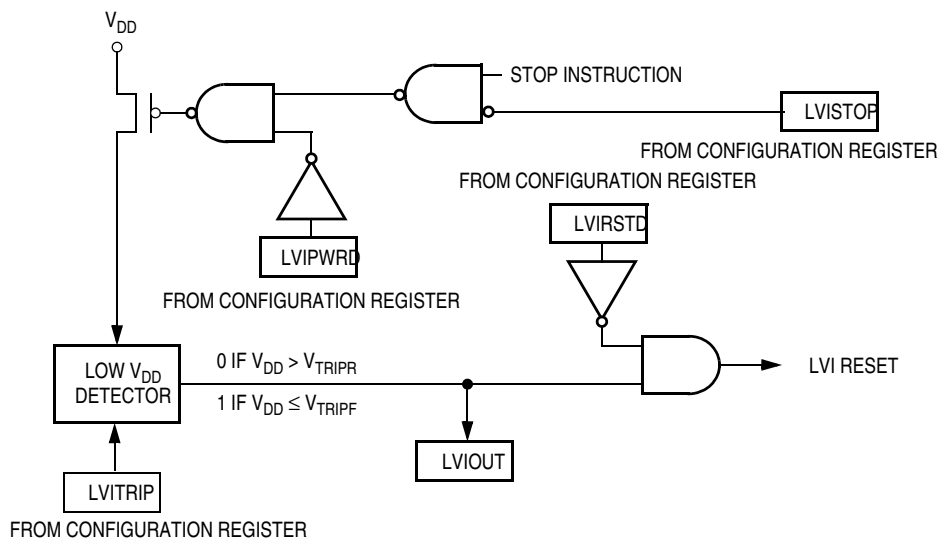 VDD
STOP INSTRUCTION
LVISTOP
FROM CONFIGURATION REGISTER
FROM CONFIGURATION REGISTER
LVIRSTD
LVIPWRD
FROM CONFIGURATION REGISTER
LOW VDD
DETECTOR
0 IF VDD > VTRIPR
1 IF VDD ≤ VTRIPF
LVI RESET
LVIOUT
LVITRIP
FROM CONFIGURATION REGISTER